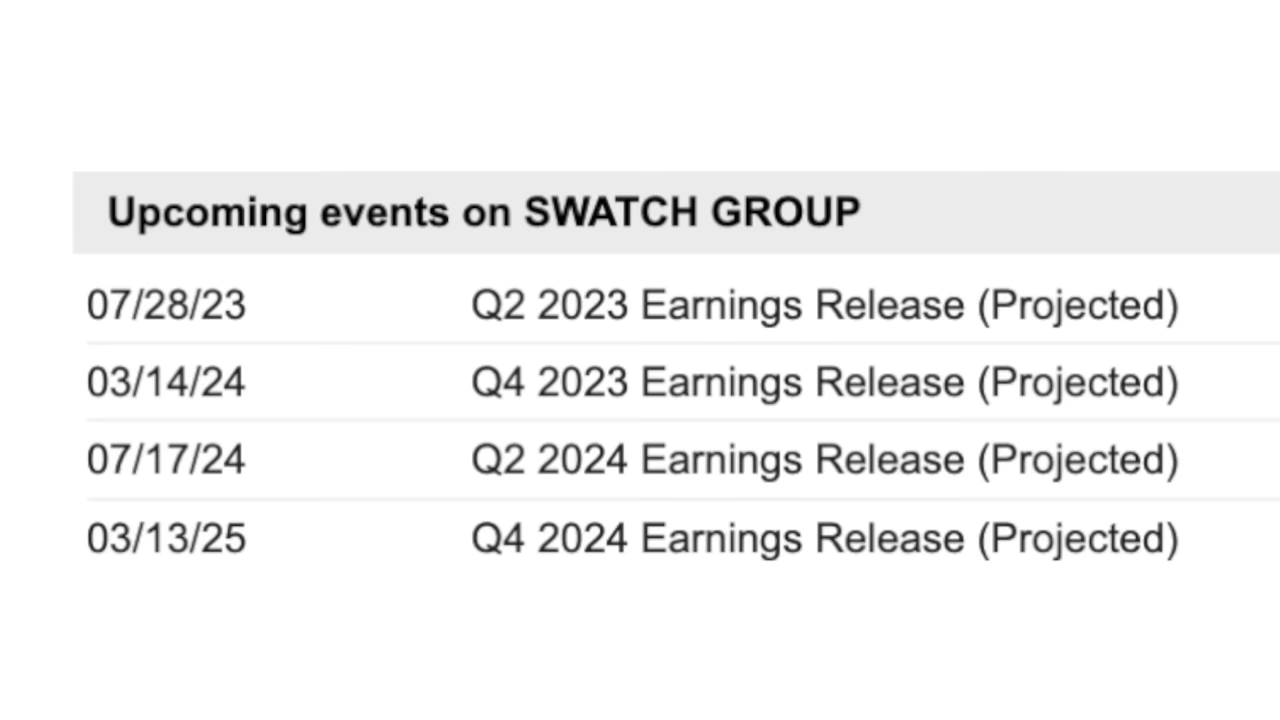 Upcoming events on SWATCH GROUP
07/28/23 Q2 2023 Earnings Release (Projected)
03/14/24 Q4 2023 Earnings Release (Projected)
07/17/24 Q2 2024 Earnings Release (Projected)
03/13/25 Q4 2024 Earnings Release (Projected)